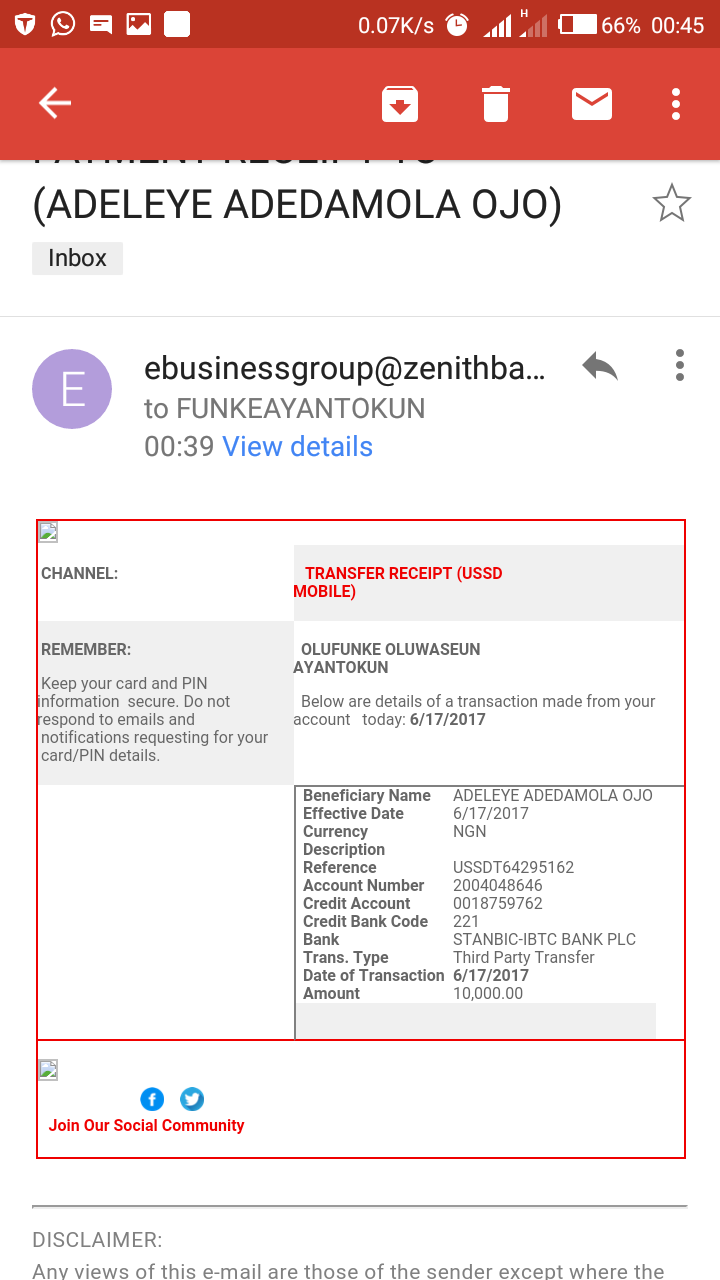 0.07K/s H 66% 00:45
PAYMENT RECEIPT TO
(ADELEYE ADEDAMOLA OJO)
Inbox
E
ebusinessgroup@zenithba...
to FUNKEAYANTOKUN
00:39 View details
CHANNEL:
TRANSFER RECEIPT (USSD
MOBILE)
REMEMBER:
Keep your card and PIN
information secure. Do not
respond to emails and
notifications requesting for your
card/PIN details.
OLUFUNKE OLUWASEUN
AYANTOKUN
Below are details of a transaction made from your
account today: 6/17/2017
Beneficiary Name ADELEYE ADEDAMOLA OJO
Effective Date 6/17/2017
Currency NGN
Description
Reference USSDT64295162
Account Number 2004048646
Credit Account 0018759762
Credit Bank Code 221
Bank STANBIC-IBTC BANK PLC
Trans. Type Third Party Transfer
Date of Transaction 6/17/2017
Amount 10,000.00
Join Our Social Community
DISCLAIMER:
Any views of this e-mail are those of the sender except where the